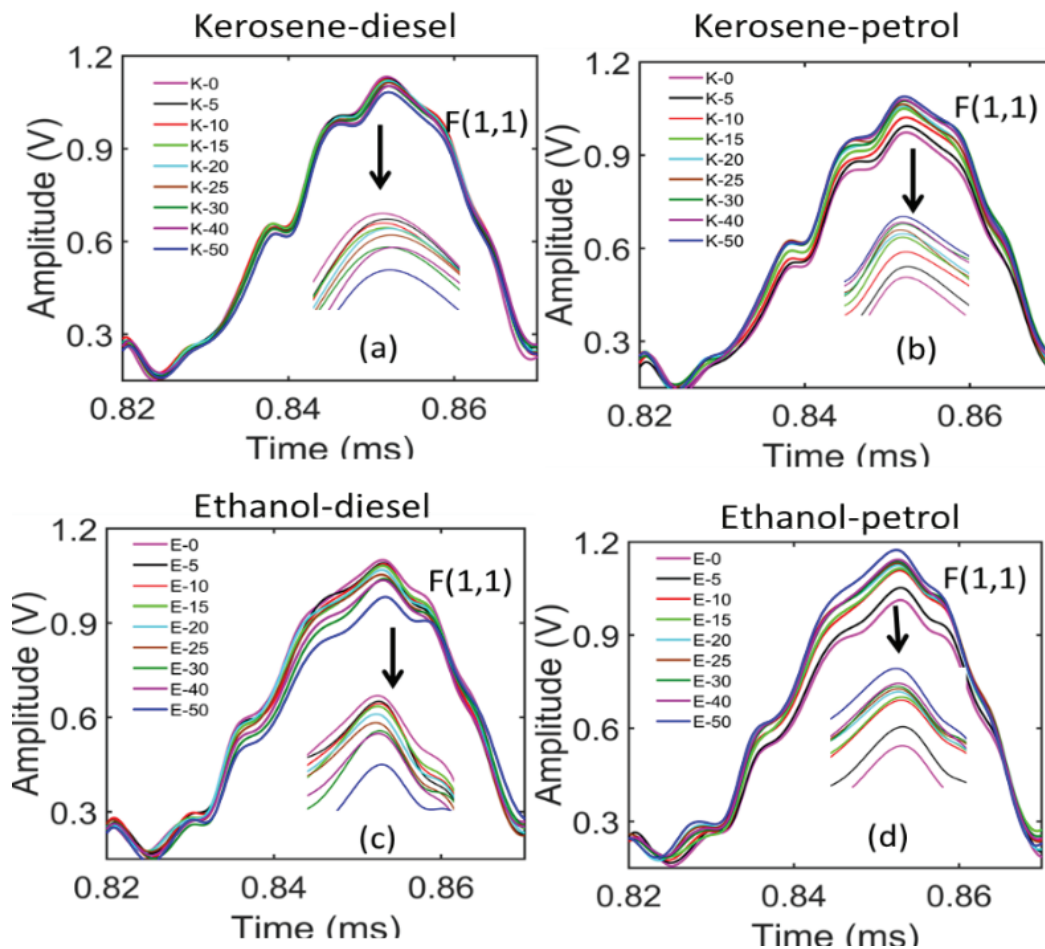 Kerosene-diesel
1.2
0.9
0.6
0.3
Amplitude (V)
K-0
K-5
K-10
K-15
K-20
K-25
K-30
K-40
K-50
F(1,1)
(a)
0.82
0.84
0.86
Time (ms)
Kerosene-petrol
1.2
0.9
0.6
0.3
Amplitude (V)
K-0
K-5
K-10
K-15
K-20
K-25
K-30
K-40
K-50
F(1,1)
(b)
0.82
0.84
0.86
Time (ms)
Ethanol-diesel
1.2
0.9
0.6
0.3
Amplitude (V)
E-0
E-5
E-10
E-15
E-20
E-25
E-30
E-40
E-50
F(1,1)
(c)
0.82
0.84
0.86
Time (ms)
Ethanol-petrol
1.2
0.9
0.6
0.3
Amplitude (V)
E-0
E-5
E-10
E-15
E-20
E-25
E-30
E-40
E-50
F(1,1)
(d)
0.82
0.84
0.86
Time (ms)